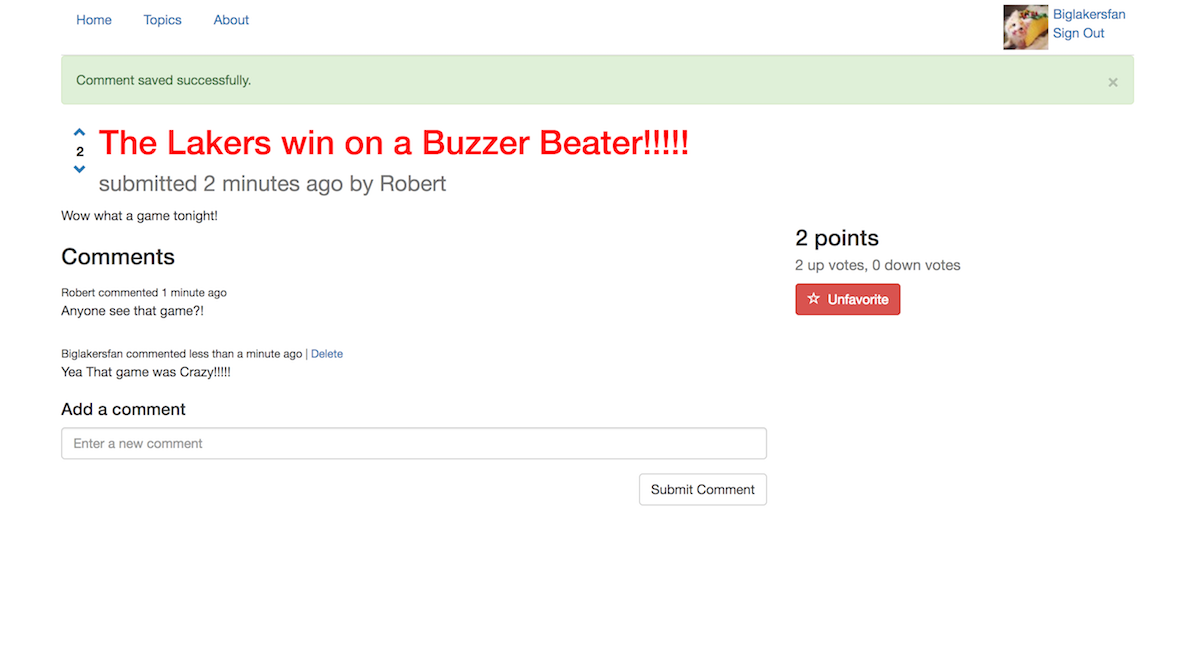 Home Topics About
Biglakersfan
Sign Out
Comment saved successfully.
×
2
The Lakers win on a Buzzer Beater!!!!!
submitted 2 minutes ago by Robert
Wow what a game tonight!
Comments
Robert commented 1 minute ago
Anyone see that game?!
Biglakersfan commented less than a minute ago | Delete
Yea That game was Crazy!!!!!
Add a comment
Enter a new comment
Submit Comment
2 points
2 up votes, 0 down votes
Unfavorite